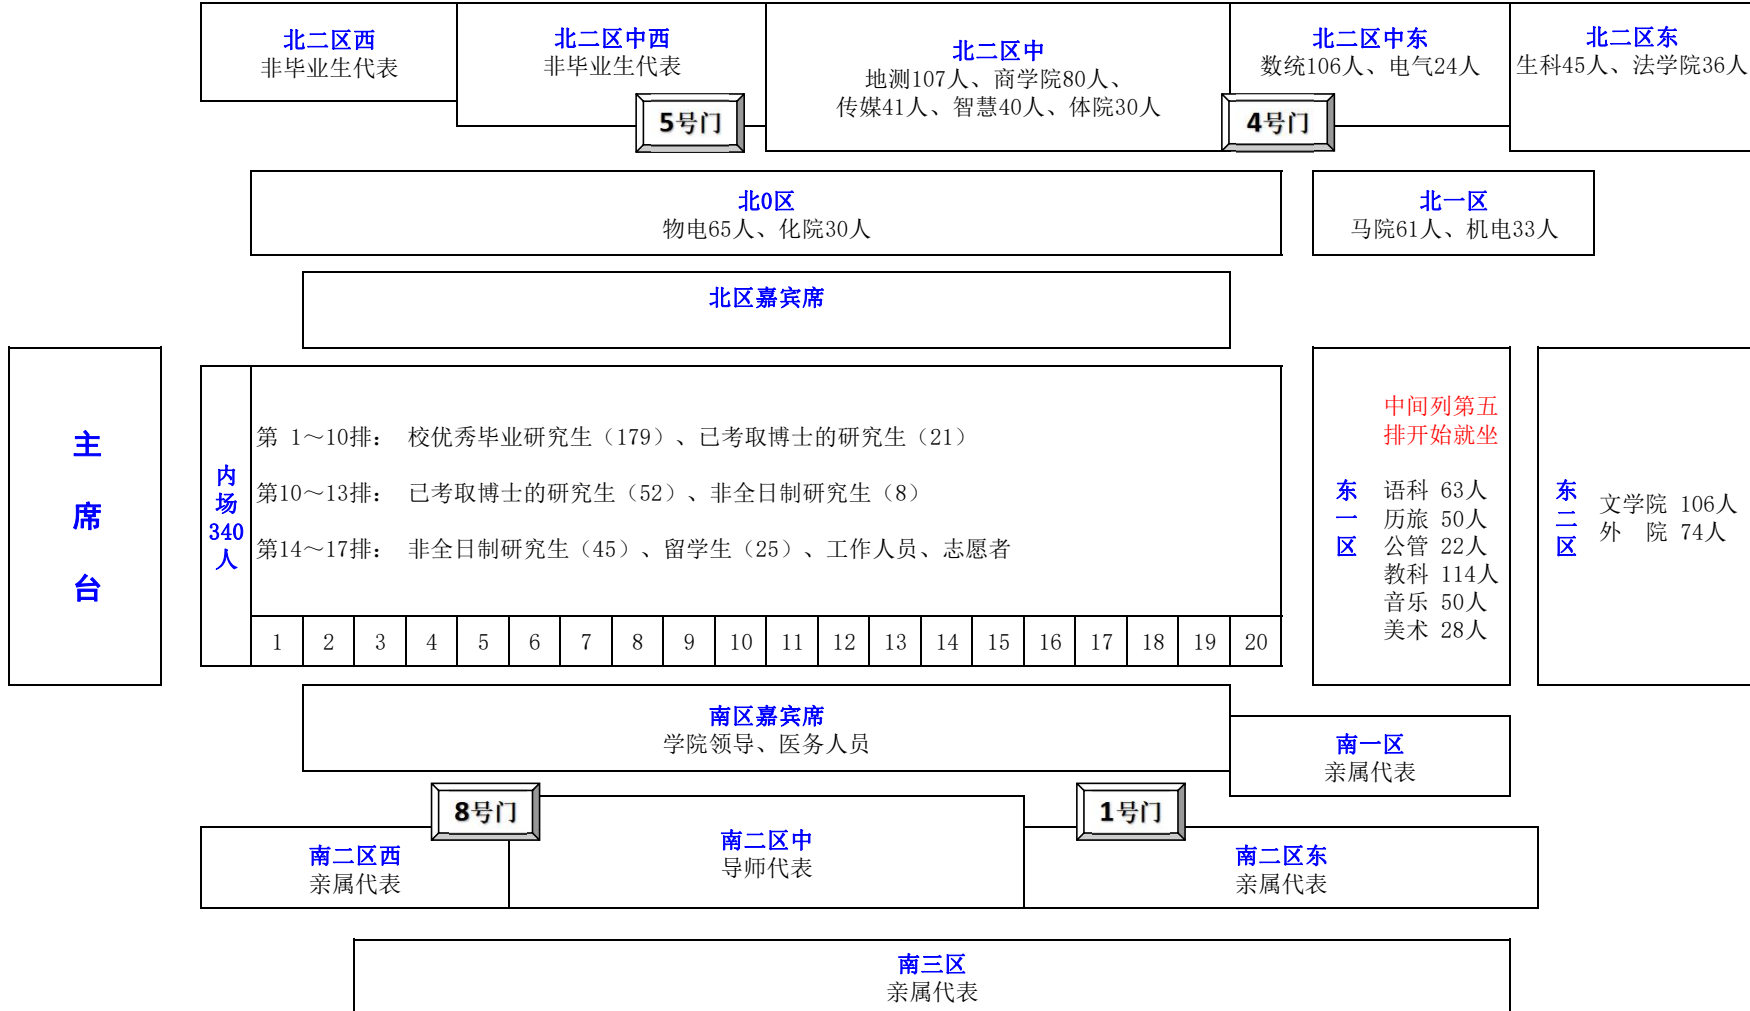 北二区西
非毕业生代表
北二区中西
非毕业生代表
北二区中
地测107人、商学院80人、
传媒41人、智慧40人、体院30人
北二区中东
数统106人、电气24人
北二区东
生科45人、法学院36人
5号门
4号门
北0区
物电65人、化院30人
北一区
马院61人、机电33人
北区嘉宾席
主
席
台
内
场
340
人
第 1～10排： 校优秀毕业研究生（179）、已考取博士的研究生（21）
第10～13排： 已考取博士的研究生（52）、非全日制研究生（8）
第14～17排： 非全日制研究生（45）、留学生（25）、工作人员、志愿者
1 2 3 4 5 6 7 8 9 10 11 12 13 14 15 16 17 18 19 20
东
一
区
中间列第五
排开始就坐
语科 63人
历旅 50人
公管 22人
教科 114人
音乐 50人
美术 28人
东
二
区
文学院 106人
外 院 74人
南区嘉宾席
学院领导、医务人员
南一区
亲属代表
8号门
1号门
南二区西
亲属代表
南二区中
导师代表
南二区东
亲属代表
南三区
亲属代表